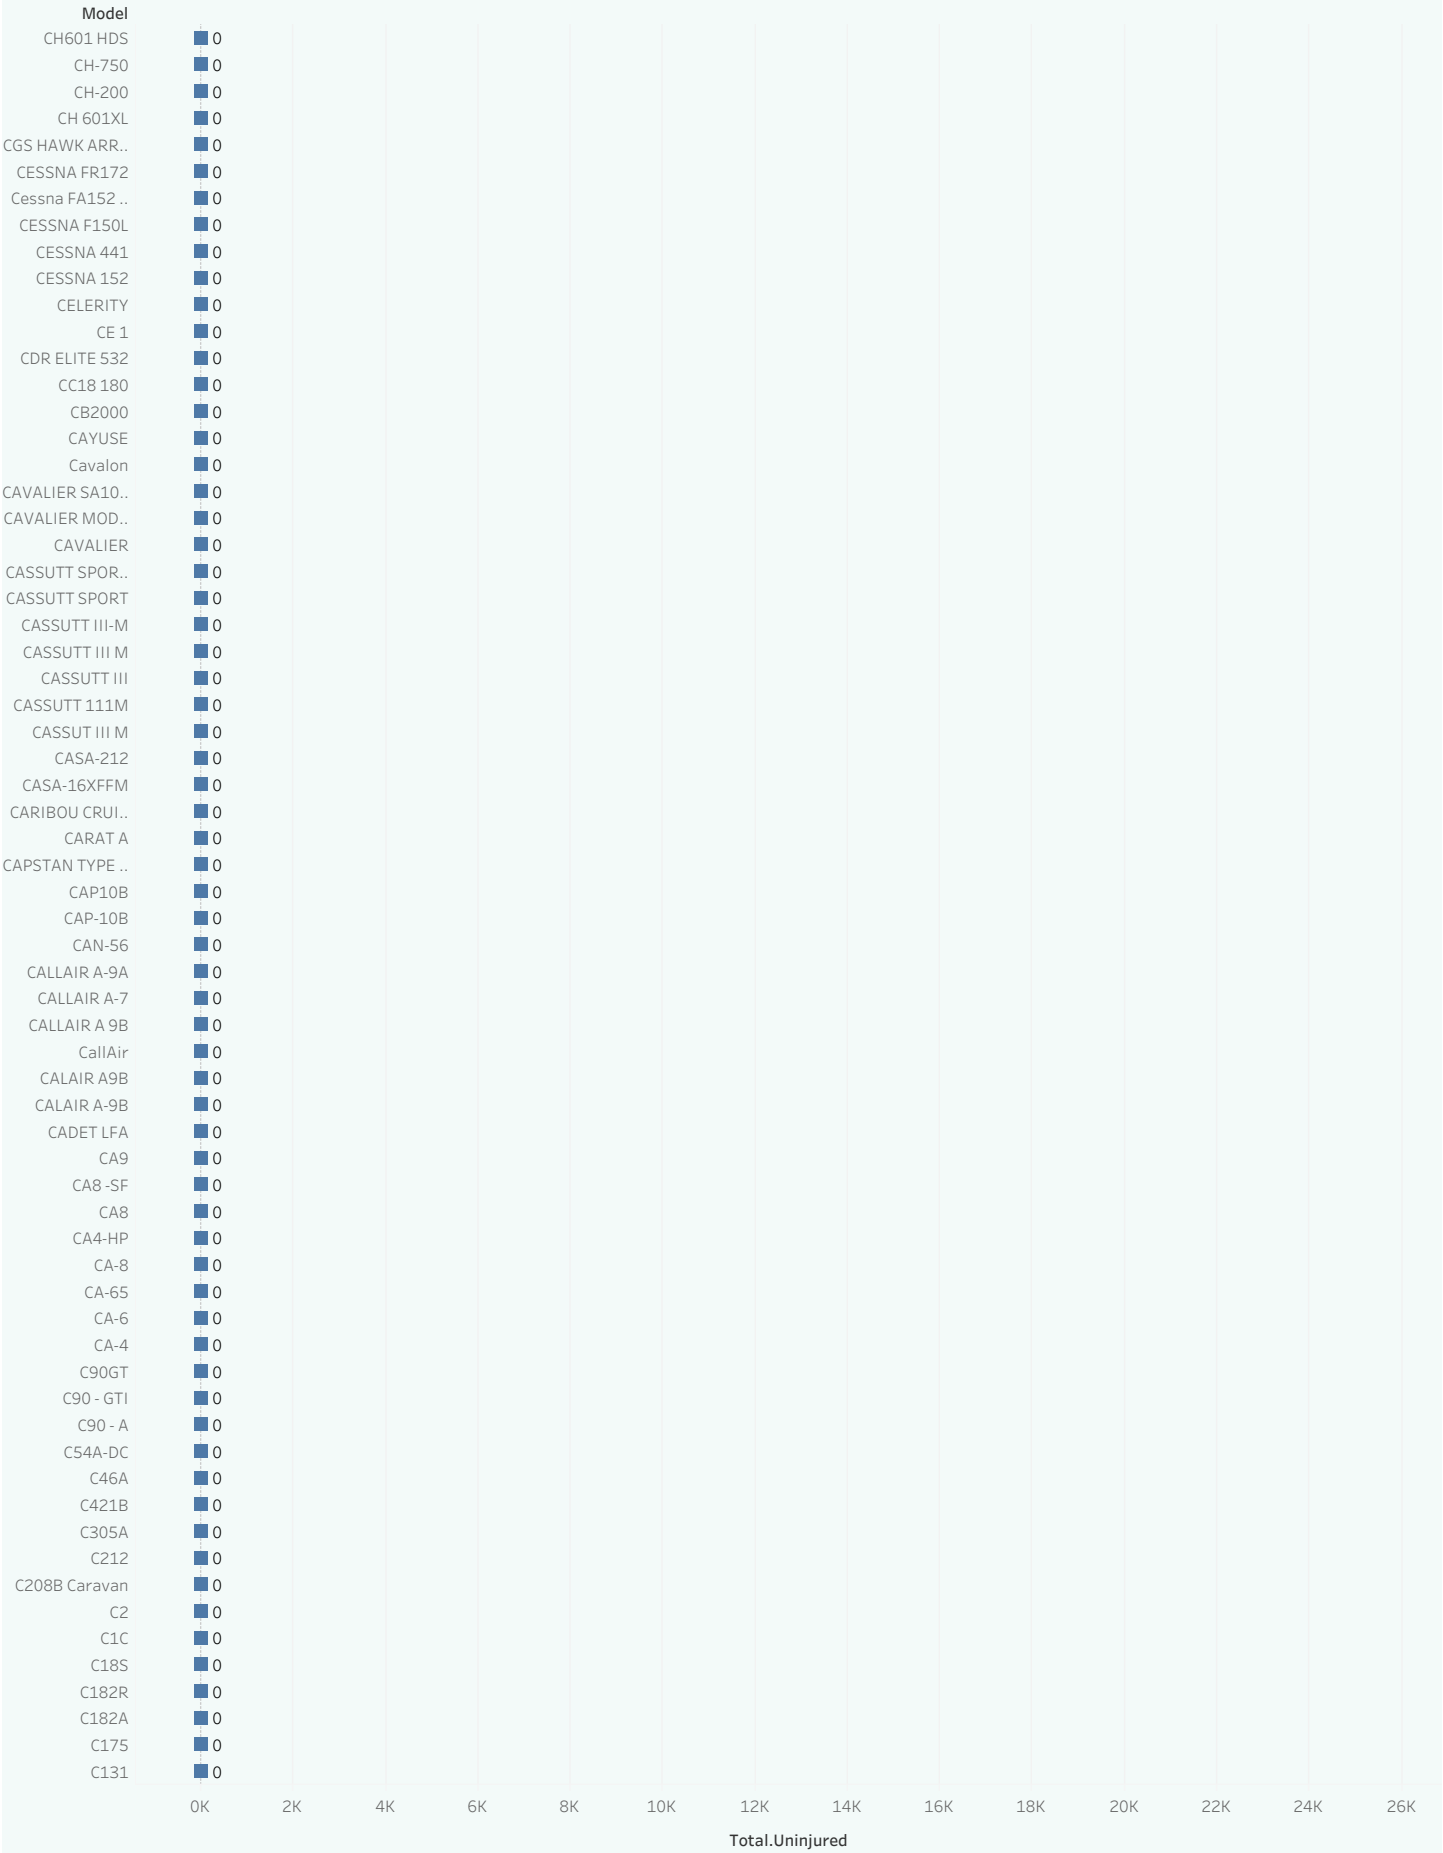 Model
CH601 HDS 0
CH-750 0
CH-200 0
CH 601XL 0
CGS HAWK ARR.. 0
CESSNA FR172 0
Cessna FA152 .. 0
CESSNA F150L 0
CESSNA 441 0
CESSNA 152 0
CELERITY 0
CE 1 0
CDR ELITE 532 0
CC18 180 0
CB2000 0
CAYUSE 0
Cavalon 0
CAVALIER SA10.. 0
CAVALIER MOD.. 0
CAVALIER 0
CASSUTT SPOR.. 0
CASSUTT SPORT 0
CASSUTT III-M 0
CASSUTT III M 0
CASSUTT III 0
CASSUTT 111M 0
CASSUT III M 0
CASA-212 0
CASA-16XFFM 0
CARIBOU CRUI.. 0
CARAT A 0
CAPSTAN TYPE .. 0
CAP10B 0
CAP-10B 0
CAN-56 0
CALLAIR A-9A 0
CALLAIR A-7 0
CALLAIR A 9B 0
CallAir 0
CALAIR A9B 0
CALAIR A-9B 0
CADET LFA 0
CA9 0
CA8 -SF 0
CA8 0
CA4-HP 0
CA-8 0
CA-65 0
CA-6 0
CA-4 0
C90GT 0
C90 - GTI 0
C90 - A 0
C54A-DC 0
C46A 0
C421B 0
C305A 0
C212 0
C208B Caravan 0
C2 0
C1C 0
C18S 0
C182R 0
C182A 0
C175 0
C131 0
0K 2K 4K 6K 8K 10K 12K 14K 16K 18K 20K 22K 24K 26K
Total.Uninjured